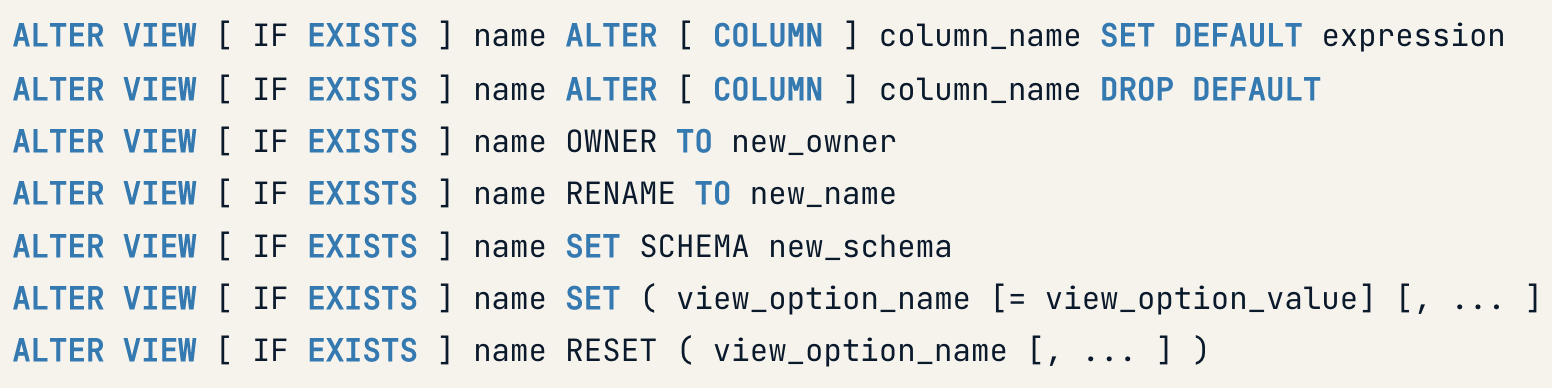 ALTER VIEW [ IF EXISTS ] name ALTER [ COLUMN ] column_name SET DEFAULT expression
ALTER VIEW [ IF EXISTS ] name ALTER [ COLUMN ] column_name DROP DEFAULT
ALTER VIEW [ IF EXISTS ] name OWNER TO new_owner
ALTER VIEW [ IF EXISTS ] name RENAME TO new_name
ALTER VIEW [ IF EXISTS ] name SET SCHEMA new_schema
ALTER VIEW [ IF EXISTS ] name SET ( view_option_name [= view_option_value] [, ... ]
ALTER VIEW [ IF EXISTS ] name RESET ( view_option_name [, ... ] )